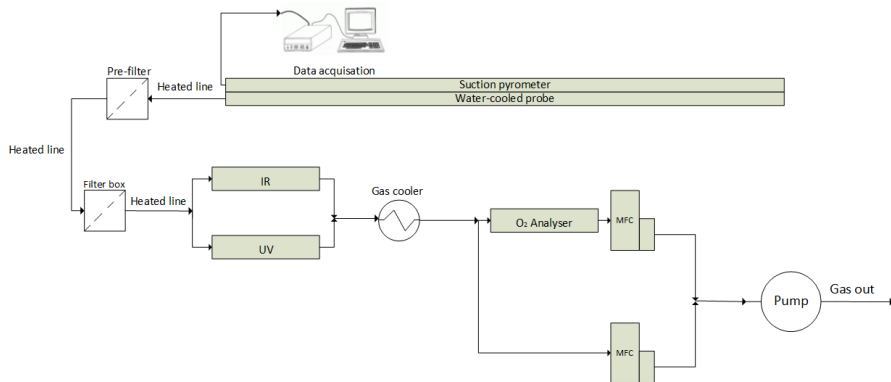 Data acquisation
Pre-filter
Heated line
Suction pyrometer
Water-cooled probe
Heated line
Filter box
Heated line
IR
UV
Gas cooler
O₂ Analyser
MFC
MFC
Pump
Gas out